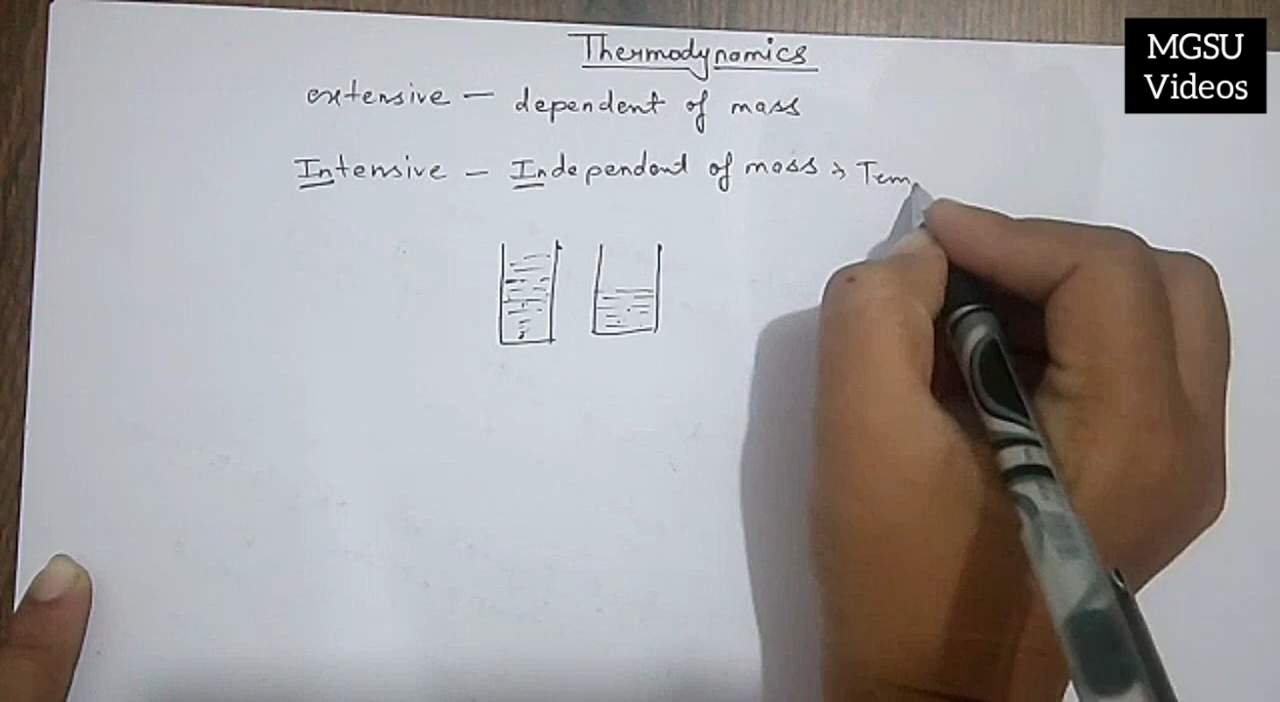 MGSU
Videos
Thermodynamics
extensive — dependent of mass
Intensive — Independent of mass → Tem